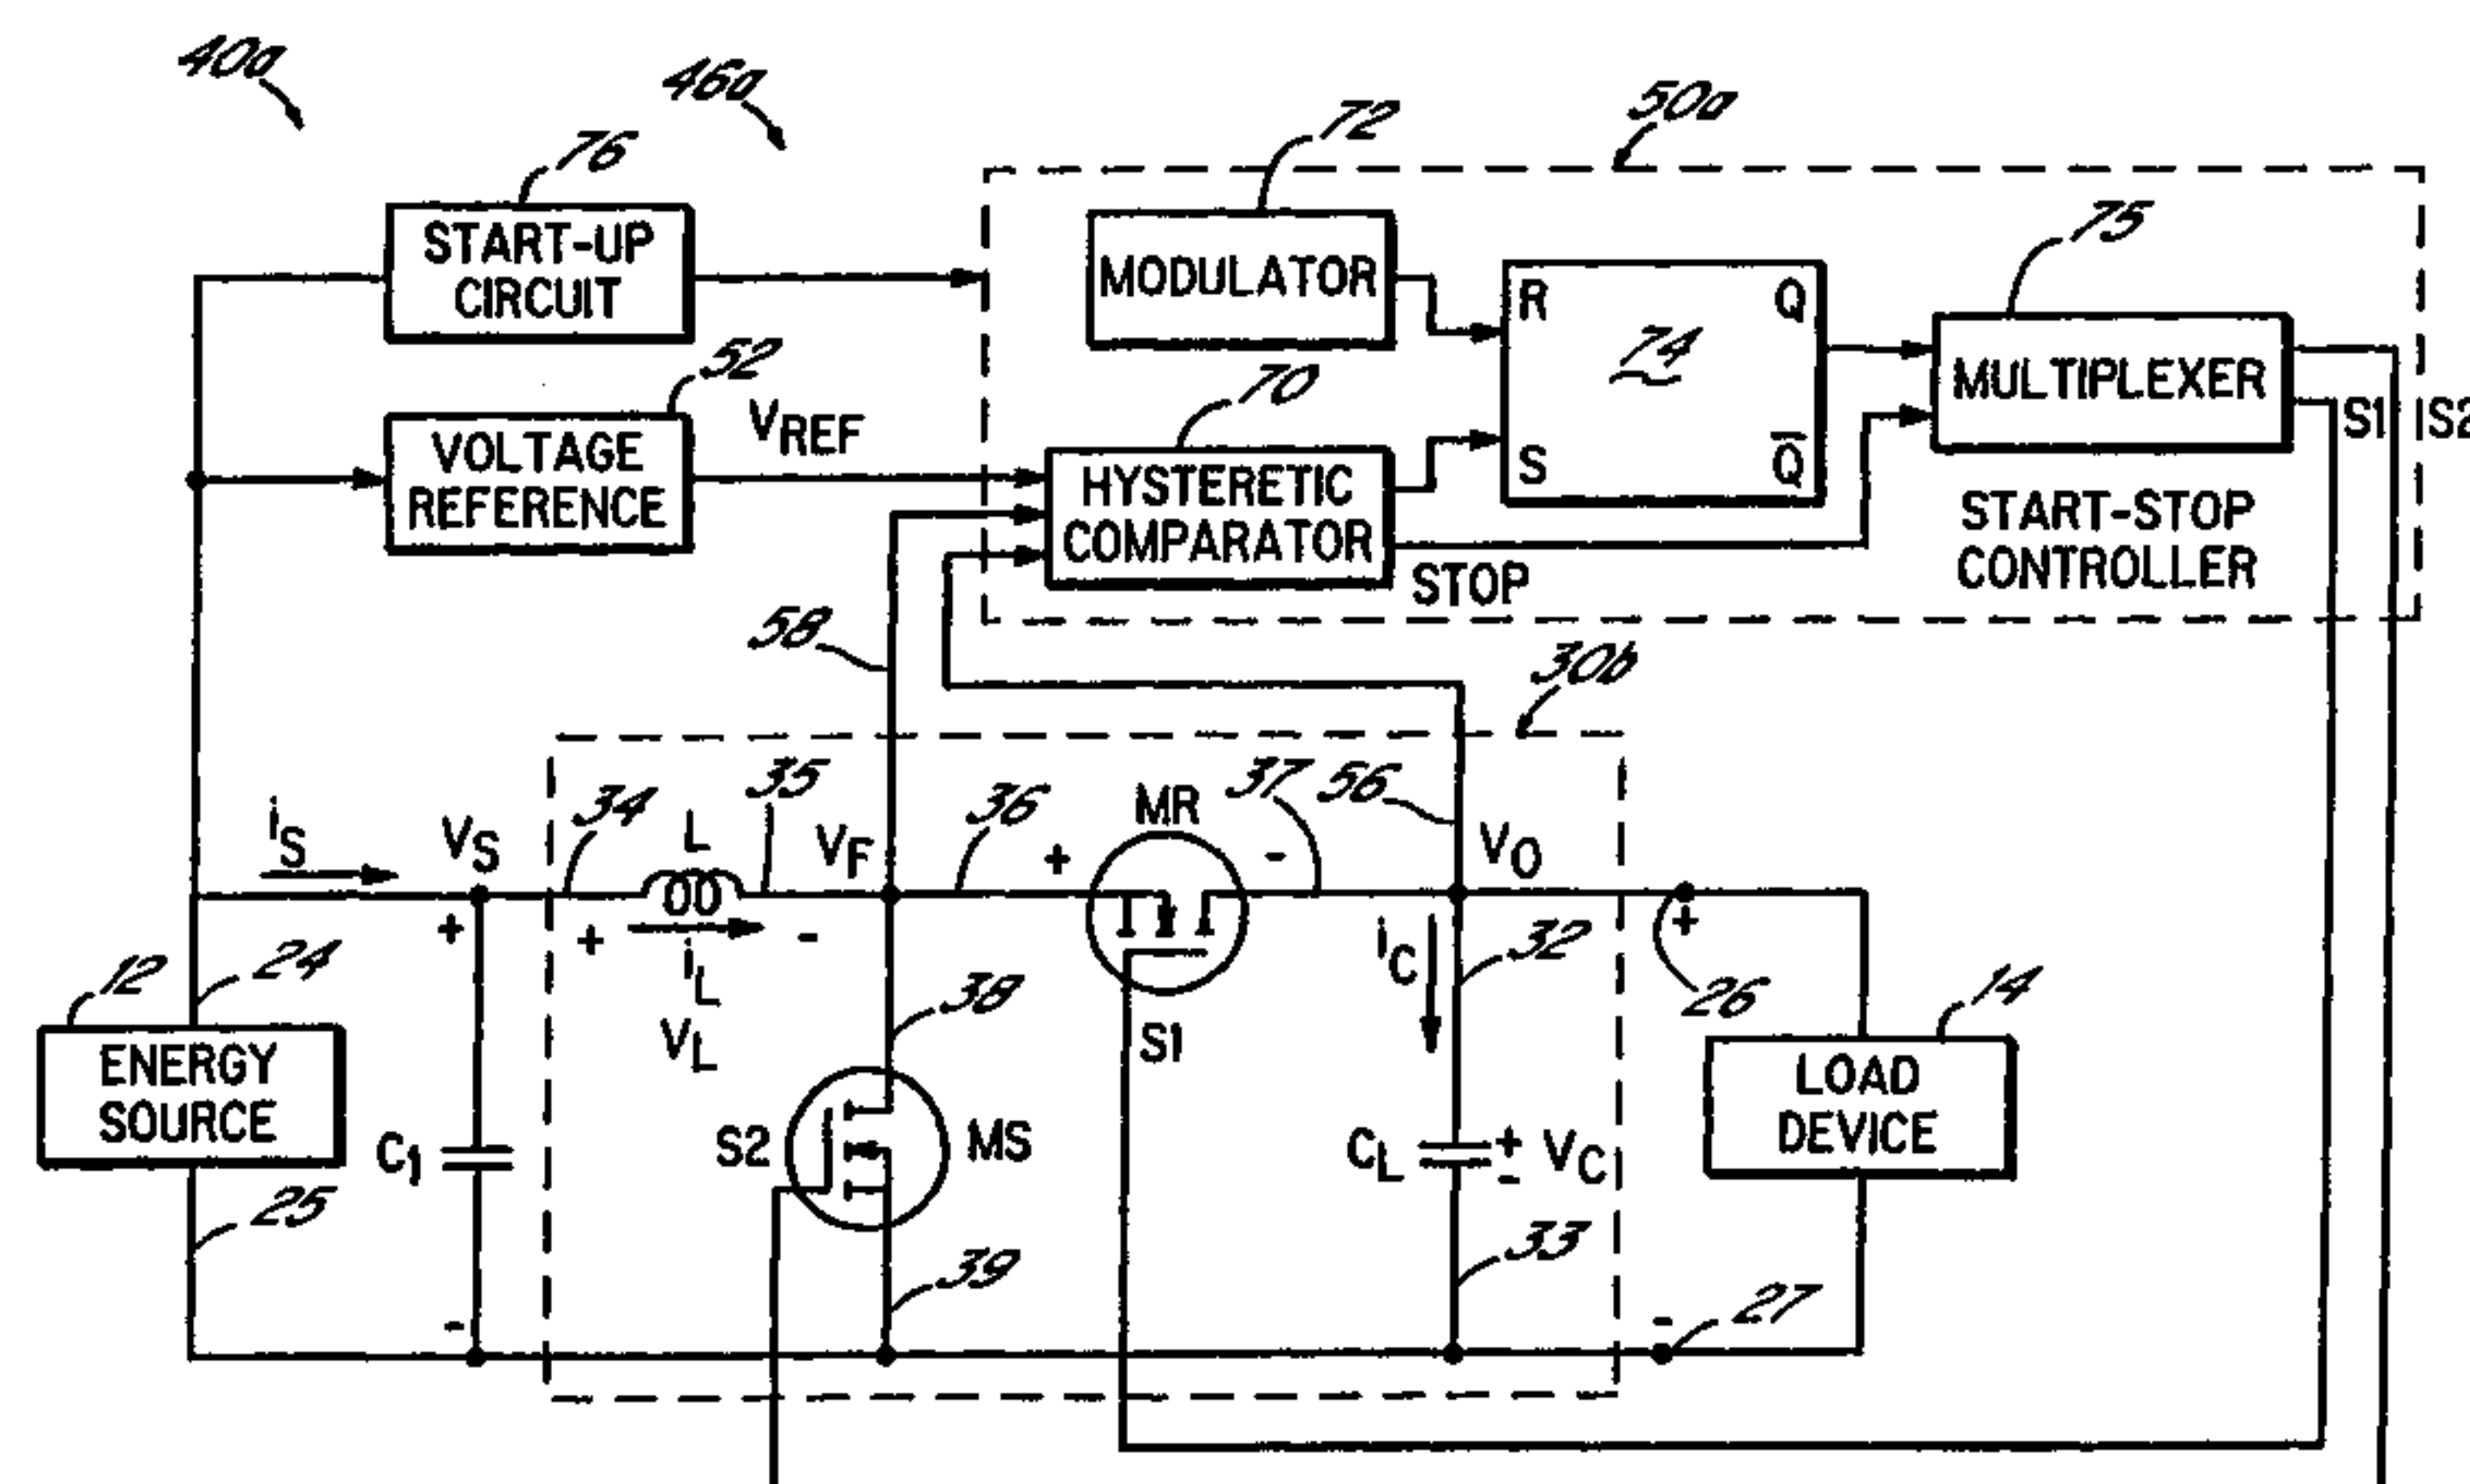 40a
46a
50a
72
76
75
START-UP
CIRCUIT
MODULATOR
R
Q
74
52
70
VREF
MULTIPLEXER
S1
S2
VOLTAGE
REFERENCE
HYSTERETIC
COMPARATOR
S
Q̅
START-STOP
CONTROLLER
STOP
58
30b
34
35
36
MR
37
56
iS
VS
L
VF
+
-
VO
+
+
-
+
iL
VL
iC
32
26
12
24
38
S1
14
ENERGY
SOURCE
C1
S2
MS
CL
+
-
VC
LOAD
DEVICE
25
39
33
27
-
-